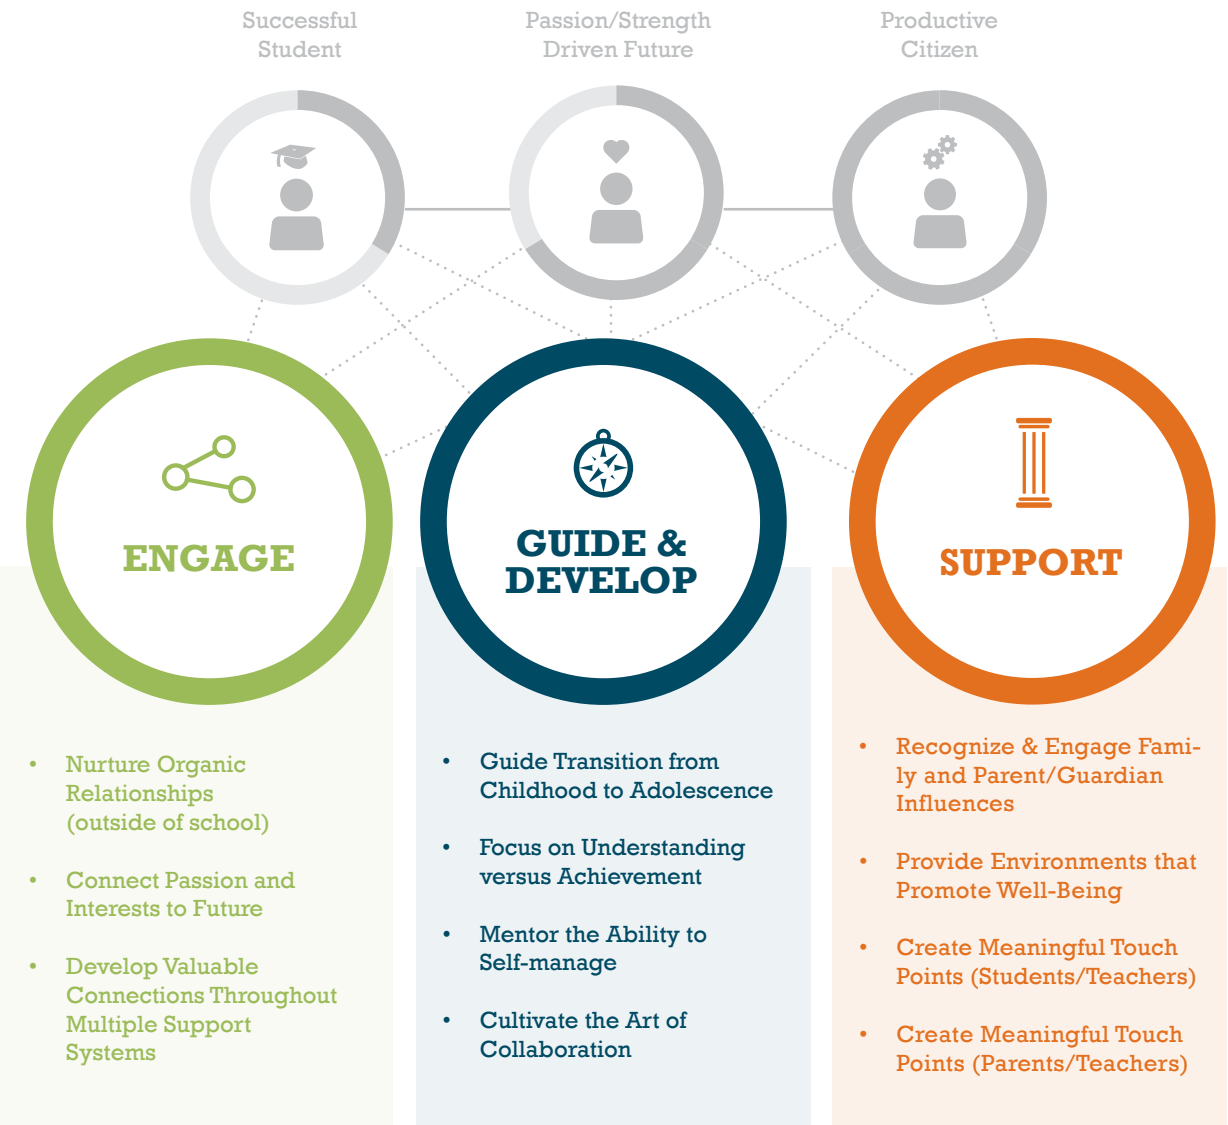 Successful
Student
Passion/Strength
Driven Future
Productive
Citizen
ENGAGE
• Nurture Organic
Relationships
(outside of school)
• Connect Passion and
Interests to Future
• Develop Valuable
Connections Throughout
Multiple Support
Systems
GUIDE &
DEVELOP
• Guide Transition from
Childhood to Adolescence
• Focus on Understanding
versus Achievement
• Mentor the Ability to
Self-manage
• Cultivate the Art of
Collaboration
SUPPORT
• Recognize & Engage Fami-
ly and Parent/Guardian
Influences
• Provide Environments that
Promote Well-Being
• Create Meaningful Touch
Points (Students/Teachers)
• Create Meaningful Touch
Points (Parents/Teachers)